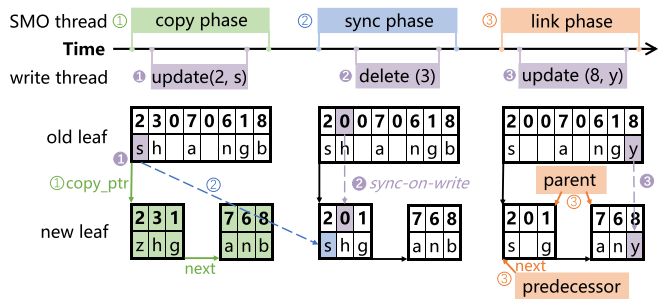 SMO thread ① copy phase ② sync phase ③ link phase
Time
write thread ❶ update(2, s) ❷ delete (3) ❸ update (8, y)
old leaf 2 3 0 7 0 6 1 8 2 0 0 7 0 6 1 8 2 0 0 7 0 6 1 8
s h a n g b s h a n g b s a n g y
❶
①copy_ptr ② ❷ sync-on-write parent ❸
③
new leaf 2 3 1 7 6 8 2 0 1 7 6 8 2 0 1 7 6 8
z h g a n b s h g a n b s g a n y
next next
③ predecessor